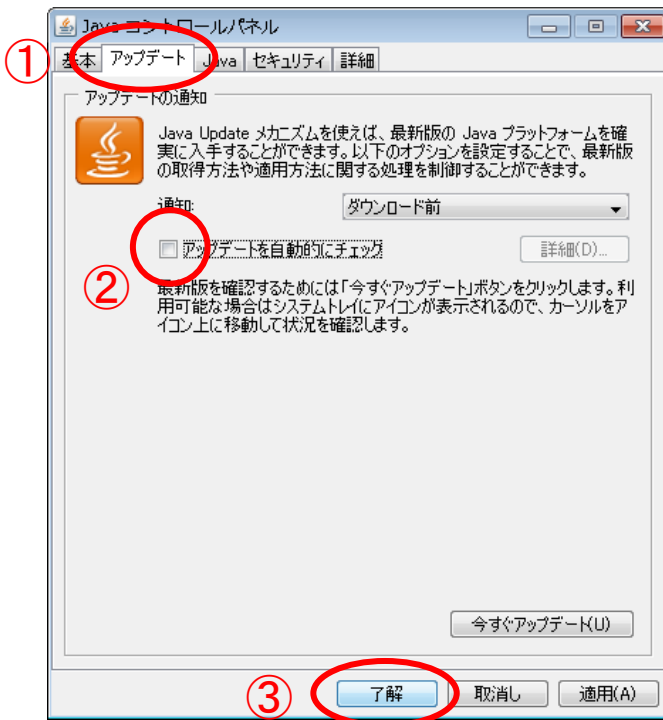 Java コントロールパネル
①
基本 アップデート Java セキュリティ 詳細
アップデートの通知
Java Update メカニズムを使えば、最新版の Java プラットフォームを確
実に入手することができます。以下のオプションを設定することで、最新版
の取得方法や適用方法に関する処理を制御することができます。
通知: ダウンロード前
アップデートを自動的にチェック 詳細(D)...
②
最新版を確認するためには「今すぐアップデート」ボタンをクリックします。利
用可能な場合はシステムトレイにアイコンが表示されるので、カーソルをア
イコン上に移動して状況を確認します。
今すぐアップデート(U)
③
了解 取消し 適用(A)